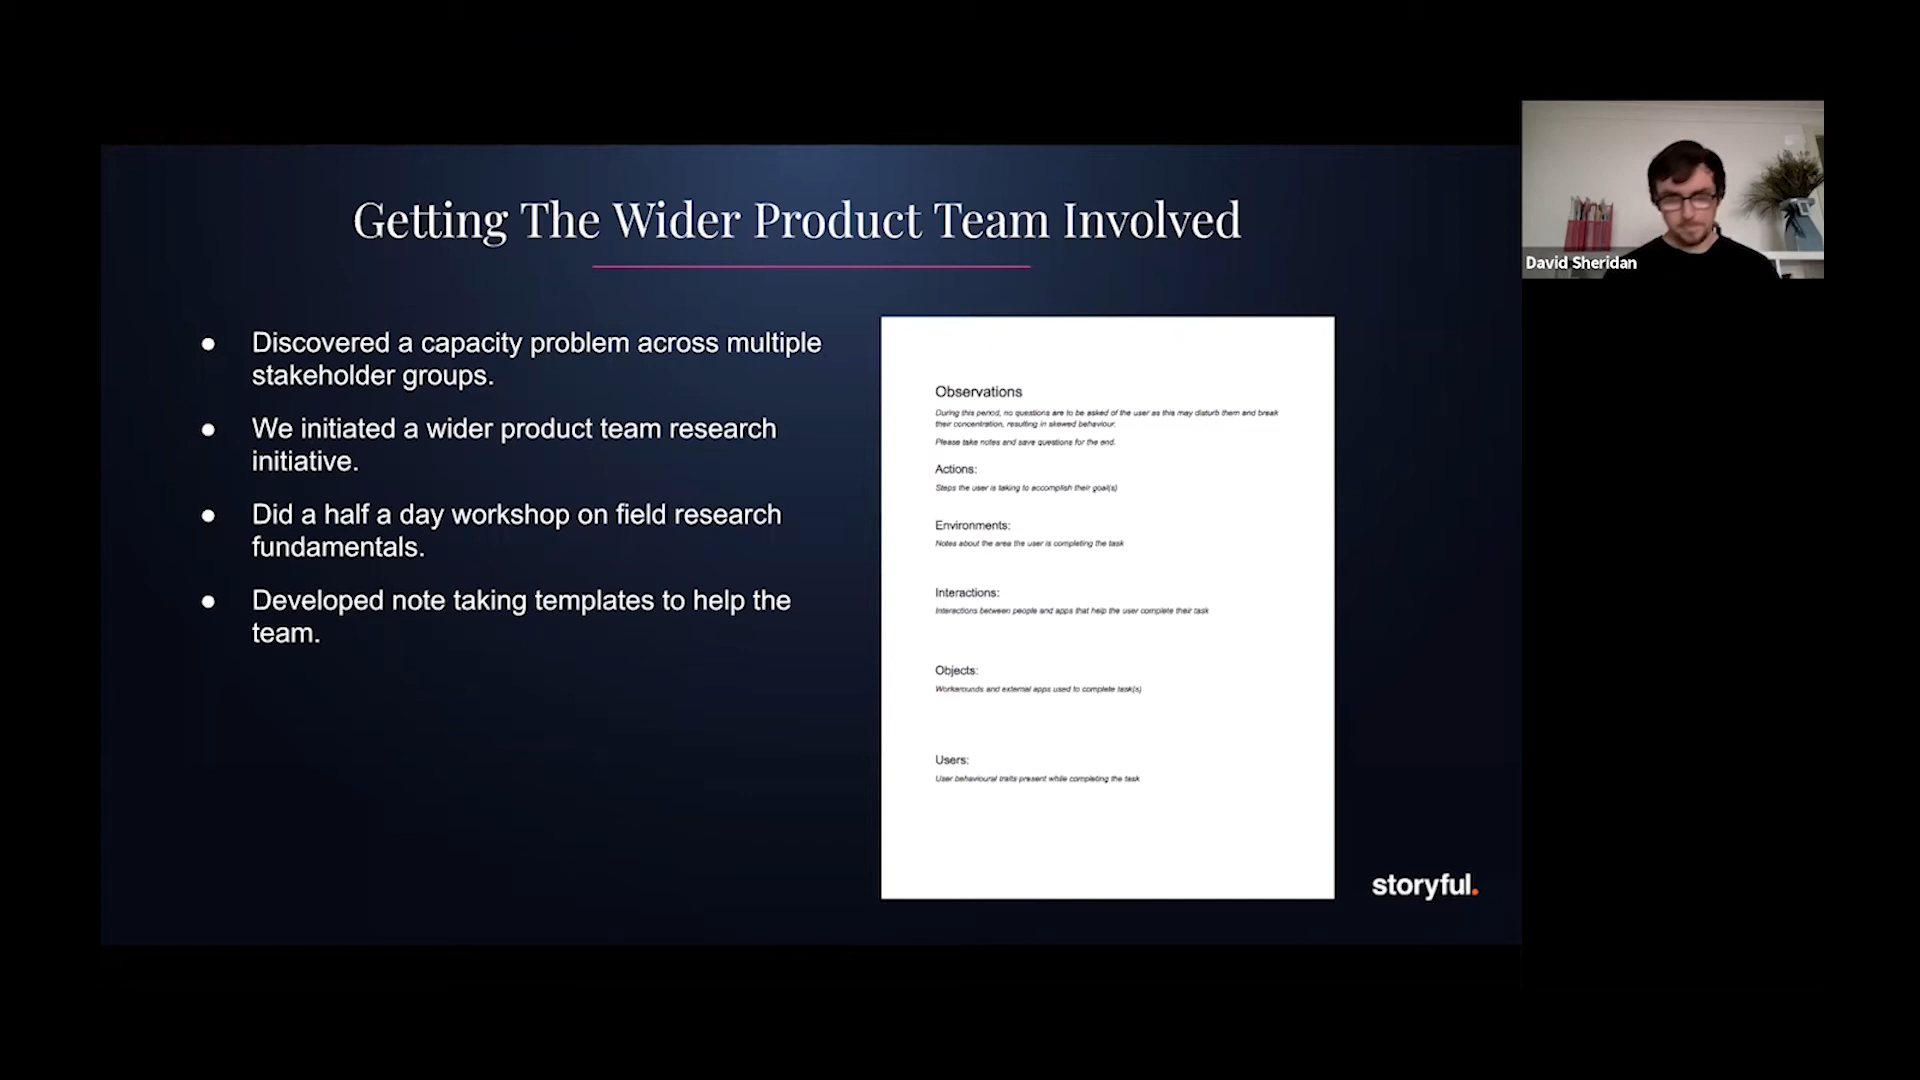 Getting The Wider Product Team Involved
● Discovered a capacity problem across multiple
stakeholder groups.
● We initiated a wider product team research
initiative.
● Did a half a day workshop on field research
fundamentals.
● Developed note taking templates to help the
team.
Observations
During this period, no questions are to be asked of the user as this may disturb them and break
their concentration, resulting in skewed behaviour.
Please take notes and save questions for the end.
Actions:
Steps the user is taking to accomplish their goal(s)
Environments:
Notes about the area the user is completing the task
Interactions:
Interactions between people and apps that help the user complete their task
Objects:
Workarounds and external apps used to complete task(s)
Users:
User behavioural traits present while completing the task
storyful.
David Sheridan